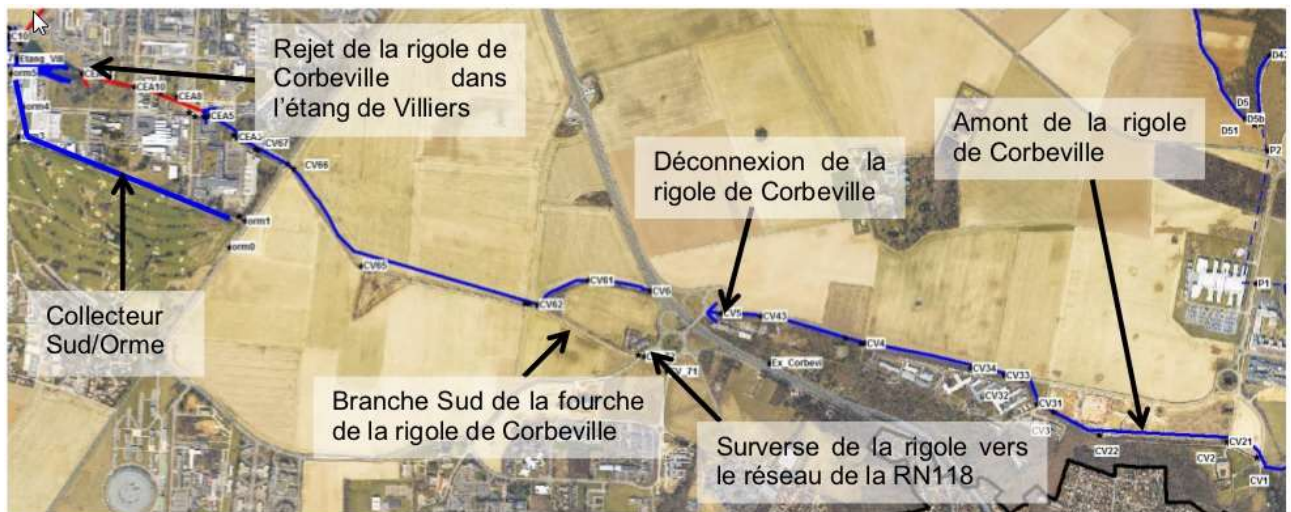 C10
Etang_Vill
orm5
orm4
Rejet de la rigole de
Corbeville dans
l'étang de Villiers
CEA10
CEA8
CEA5
CV67
CV66
orm1
orm0
Collecteur
Sud/Orme
CV65
CV62
CV61
CV6
Branche Sud de la fourche
de la rigole de Corbeville
Déconnexion de la
rigole de Corbeville
CV5
CV43
CV4
Ex_Corbevi
Surverse de la rigole vers
le réseau de la RN118
Amont de la rigole
de Corbeville
CV34
CV33
CV32
CV31
CV3
CV22
CV21
CV2
CV1
D5
D5b
D51
P2
P1